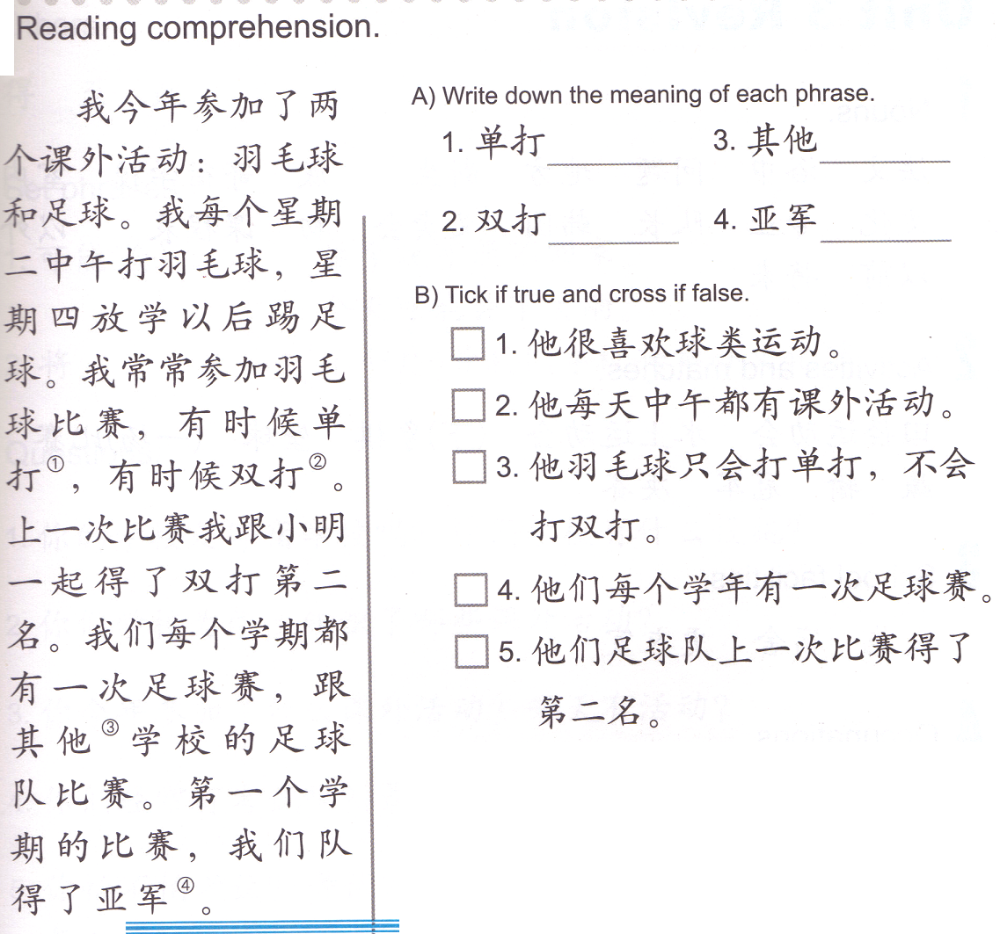 Reading comprehension.
我今年参加了两
个课外活动：羽毛球
和足球。我每个星期
二中午打羽毛球，星
期四放学以后踢足
球。我常常参加羽毛
球比赛，有时候单
打①，有时候双打②。
上一次比赛我跟小明
一起得了双打第二
名。我们每个学期都
有一次足球赛，跟
其他③学校的足球
队比赛。第一个学
期的比赛，我们队
得了亚军④。
A) Write down the meaning of each phrase.
1. 单打 3. 其他
2. 双打 4. 亚军
B) Tick if true and cross if false.
1. 他很喜欢球类运动。
2. 他每天中午都有课外活动。
3. 他羽毛球只会打单打，不会
打双打。
4. 他们每个学年有一次足球赛。
5. 他们足球队上一次比赛得了
第二名。